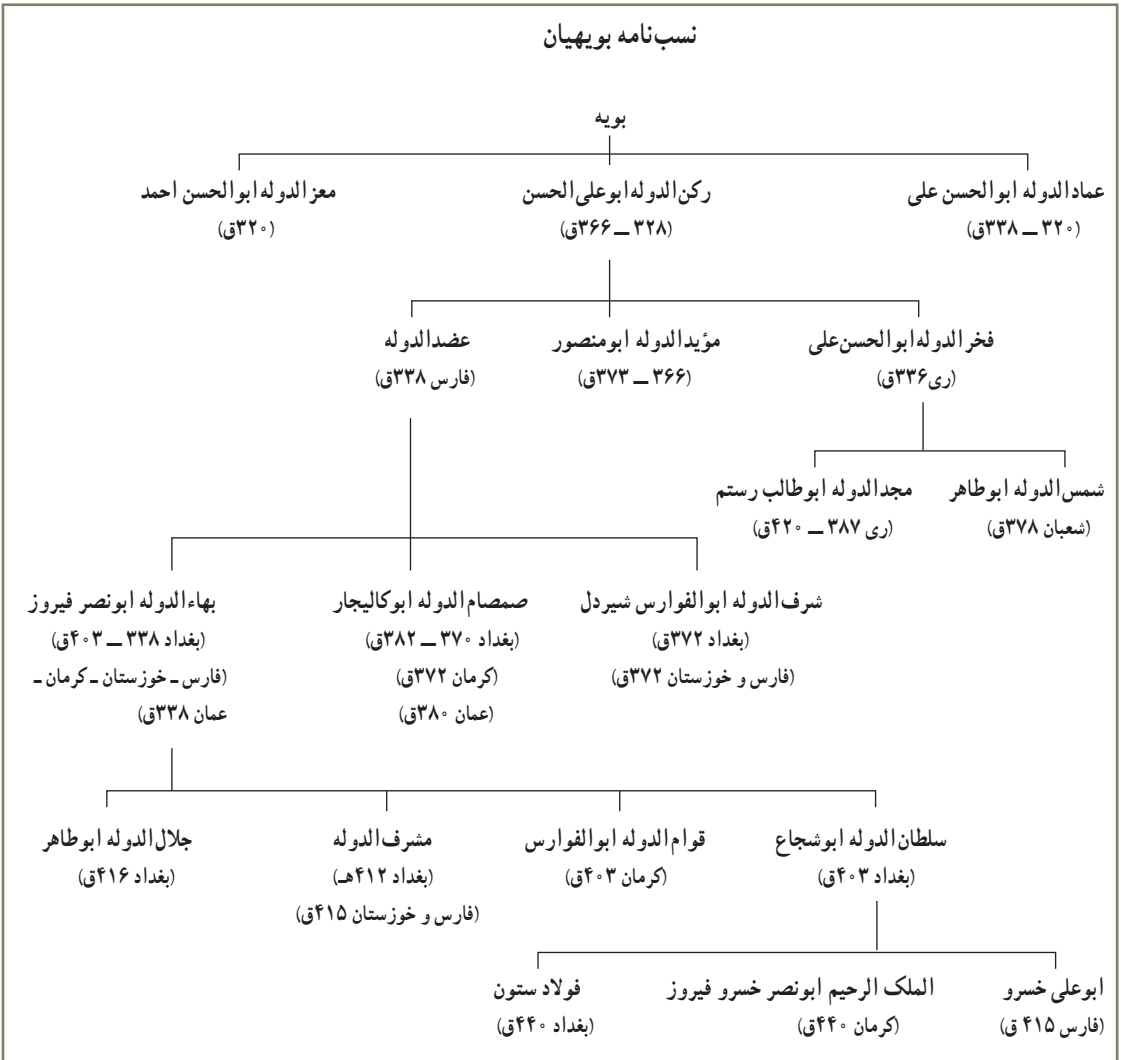 نسب‌نامه بویهیان
بویه
عمادالدوله ابوالحسن علی
(۳۲۰ ــ ۳۳۸ق)
رکن‌الدوله ابوعلی الحسن
(۳۲۸ ــ ۳۶۶ق)
معزالدوله ابوالحسن احمد
(۳۲۰ق)
فخرالدوله ابوالحسن‌علی
(ری۳۳۶ق)
مؤیدالدوله ابومنصور
(۳۶۶ ــ ۳۷۳ق)
عضدالدوله
(فارس ۳۳۸ق)
شمس‌الدوله ابوطاهر
(شعبان ۳۷۸ق)
مجدالدوله ابوطالب رستم
(ری ۳۸۷ ــ ۴۲۰ق)
شرف‌الدوله ابوالفوارس شیردل
(بغداد ۳۷۲ق)
(فارس و خوزستان ۳۷۲ق)
صمصام‌الدوله ابوکالیجار
(بغداد ۳۷۰ ــ ۳۸۲ق)
(کرمان ۳۷۲ق)
(عمان ۳۸۰ق)
بهاءالدوله ابونصر فیروز
(بغداد ۳۳۸ ــ ۴۰۳ق)
(فارس ـ خوزستان ـ کرمان ـ
عمان ۳۳۸ق)
سلطان‌الدوله ابوشجاع
(بغداد ۴۰۳ق)
قوام‌الدوله ابوالفوارس
(کرمان ۴۰۳ق)
مشرف‌الدوله
(بغداد ۴۱۲هـ)
(فارس و خوزستان ۴۱۵ق)
جلال‌الدوله ابوطاهر
(بغداد ۴۱۶ق)
ابوعلی خسرو
(فارس ۴۱۵ ق)
الملک الرحیم ابونصر خسرو فیروز
(کرمان ۴۴۰ق)
فولاد ستون
(بغداد ۴۴۰ق)